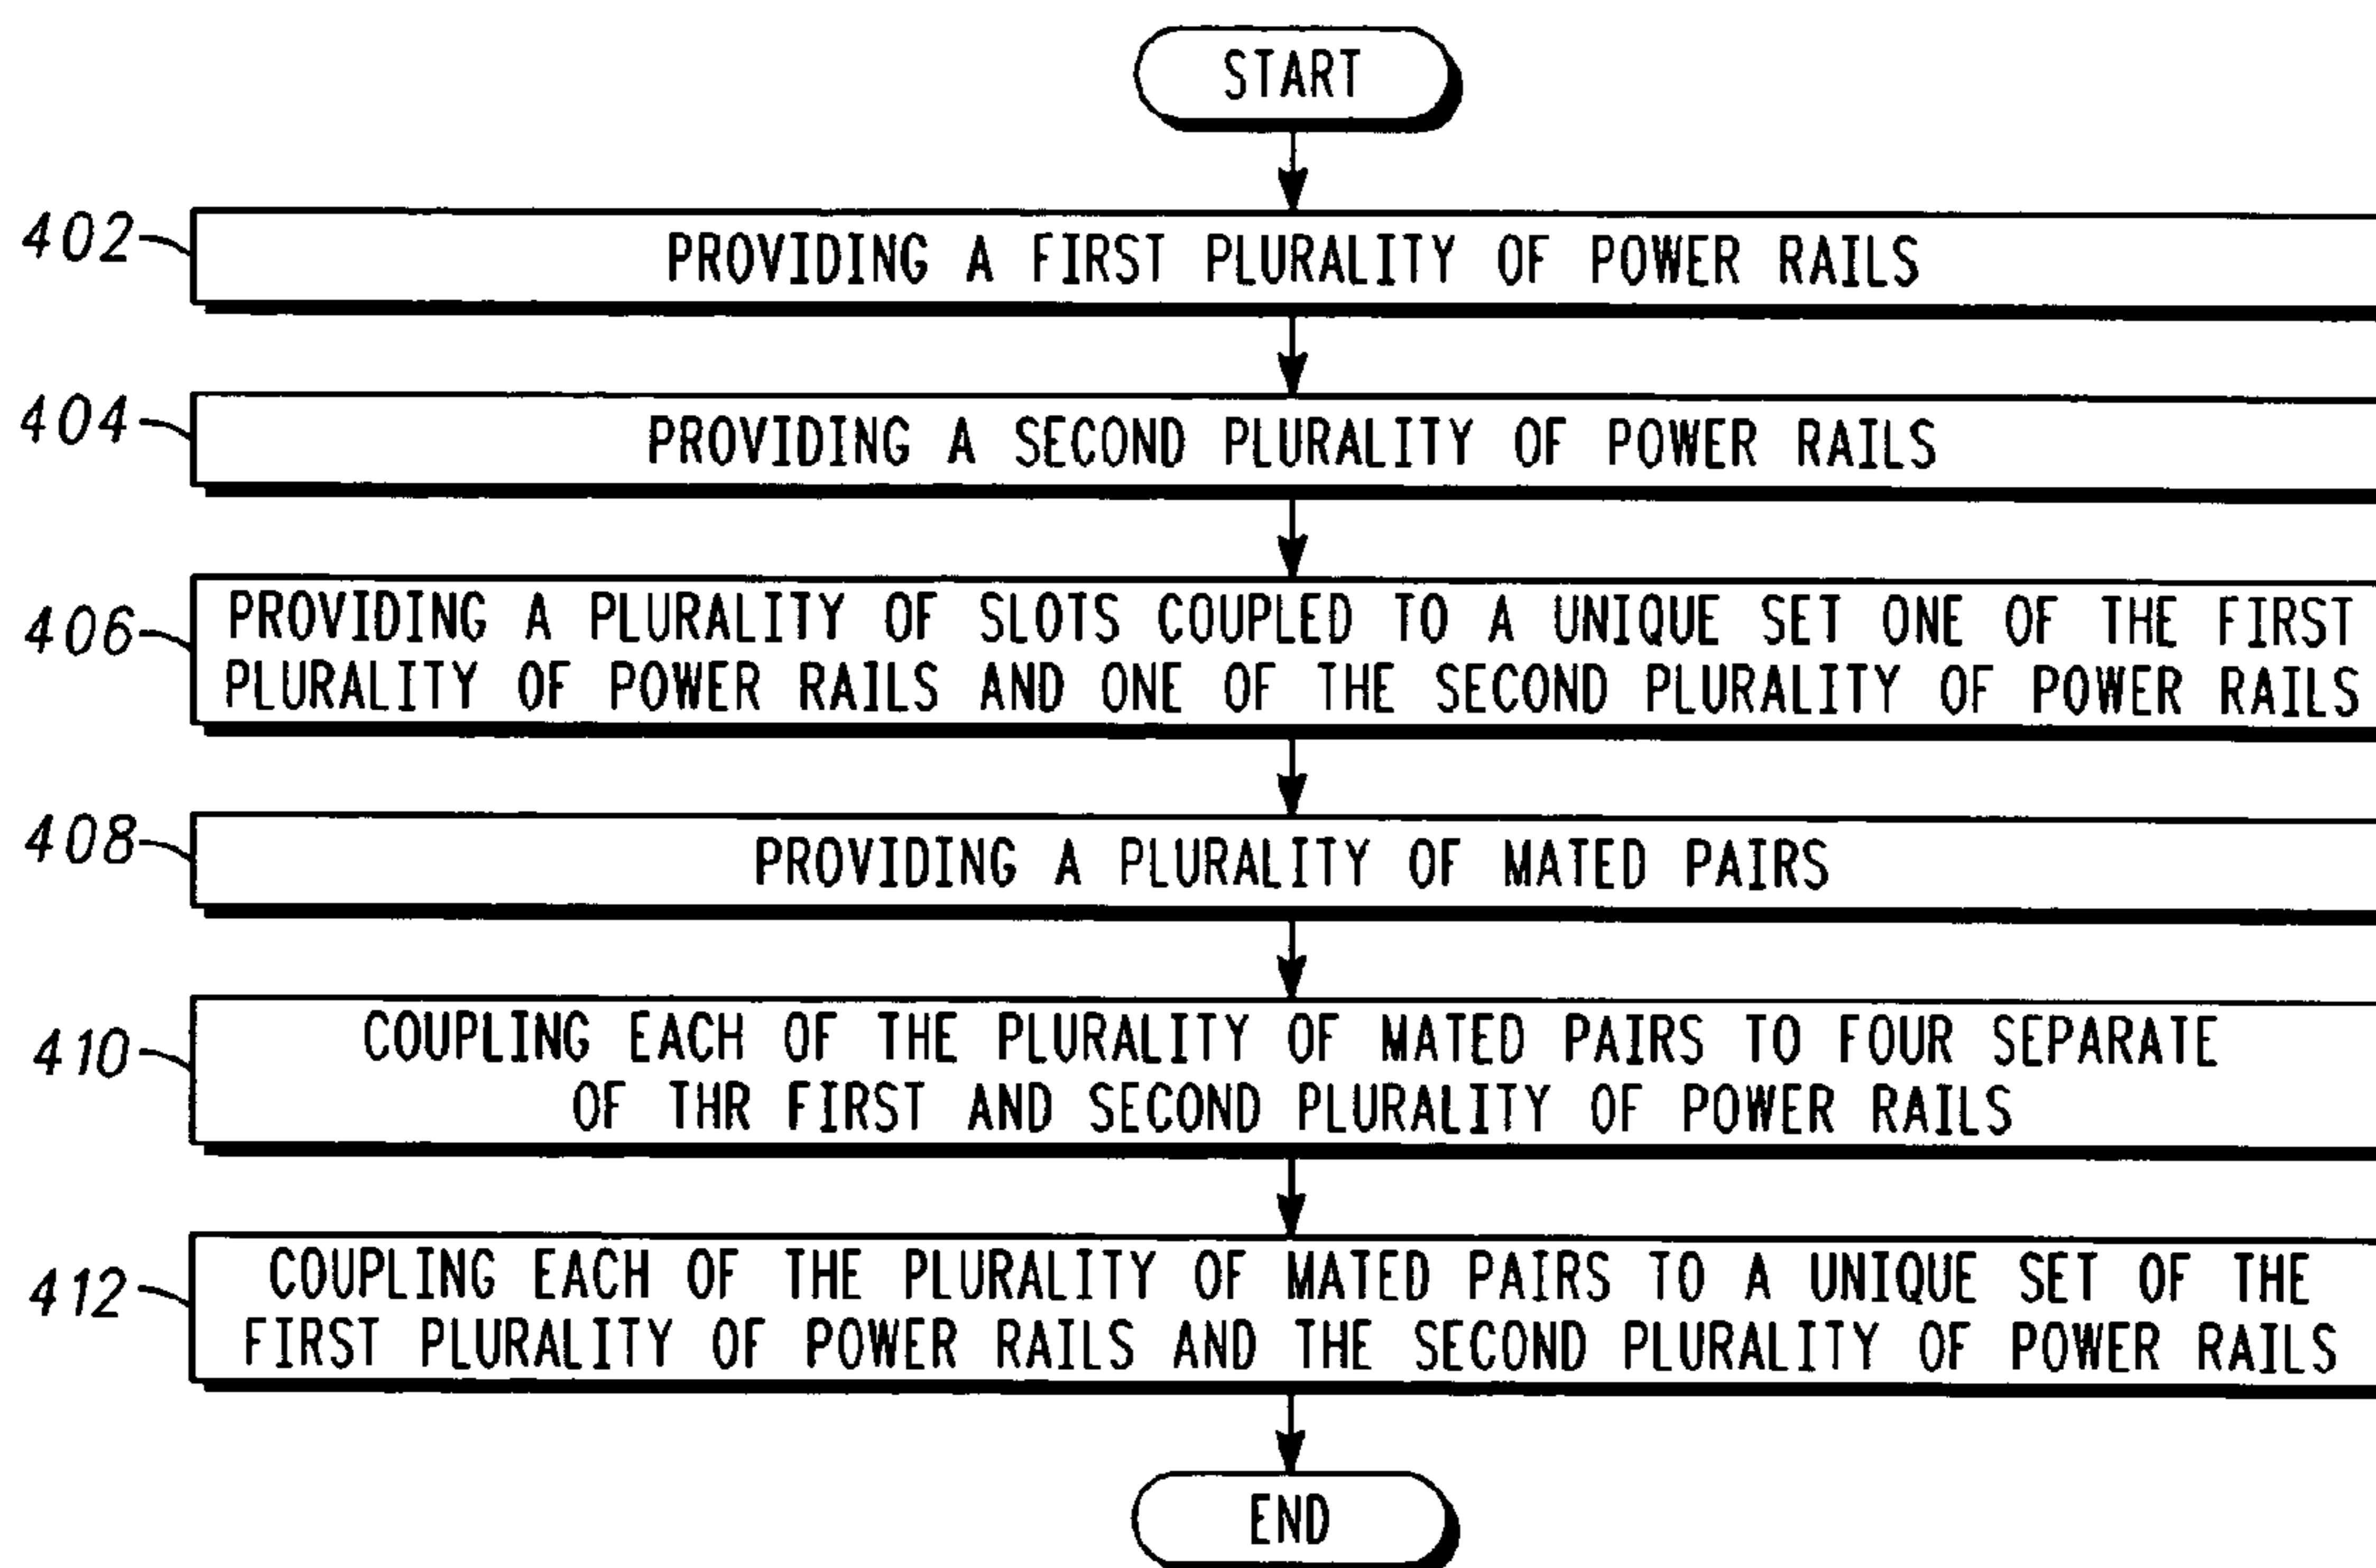 START
402
PROVIDING A FIRST PLURALITY OF POWER RAILS
404
PROVIDING A SECOND PLURALITY OF POWER RAILS
406
PROVIDING A PLURALITY OF SLOTS COUPLED TO A UNIQUE SET ONE OF THE FIRST
PLURALITY OF POWER RAILS AND ONE OF THE SECOND PLURALITY OF POWER RAILS
408
PROVIDING A PLURALITY OF MATED PAIRS
410
COUPLING EACH OF THE PLURALITY OF MATED PAIRS TO FOUR SEPARATE
OF THR FIRST AND SECOND PLURALITY OF POWER RAILS
412
COUPLING EACH OF THE PLURALITY OF MATED PAIRS TO A UNIQUE SET OF THE
FIRST PLURALITY OF POWER RAILS AND THE SECOND PLURALITY OF POWER RAILS
END